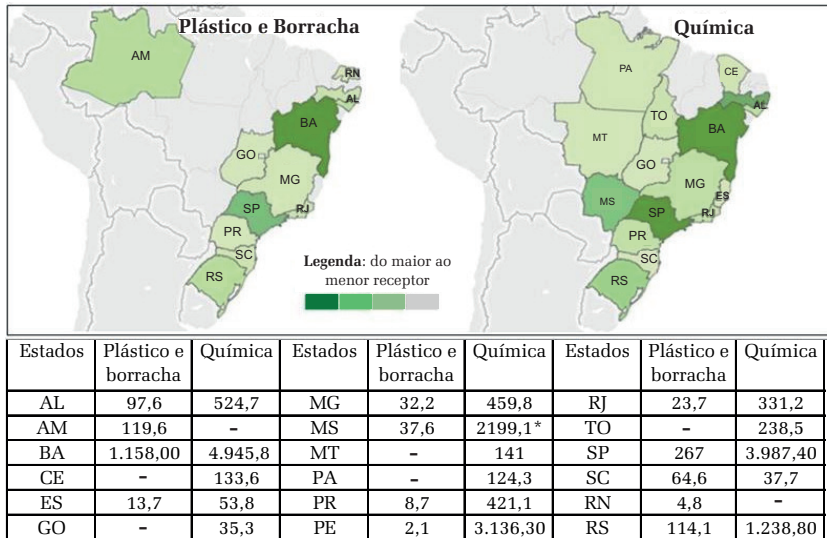 Plástico e Borracha
AM
RN
AL
BA
GO
MG
SP
RJ
PR
SC
RS
Legenda: do maior ao
menor receptor
Química
PA
CE
AL
TO
BA
MT
GO
MG
ES
MS
SP
RJ
PR
SC
RS
Estados Plástico e borracha Química Estados Plástico e borracha Química Estados Plástico e borracha Química
AL 97,6 524,7 MG 32,2 459,8 RJ 23,7 331,2
AM 119,6 – MS 37,6 2199,1* TO – 238,5
BA 1.158,00 4.945,8 MT – 141 SP 267 3.987,40
CE – 133,6 PA – 124,3 SC 64,6 37,7
ES 13,7 53,8 PR 8,7 421,1 RN 4,8 –
GO – 35,3 PE 2,1 3.136,30 RS 114,1 1.238,80